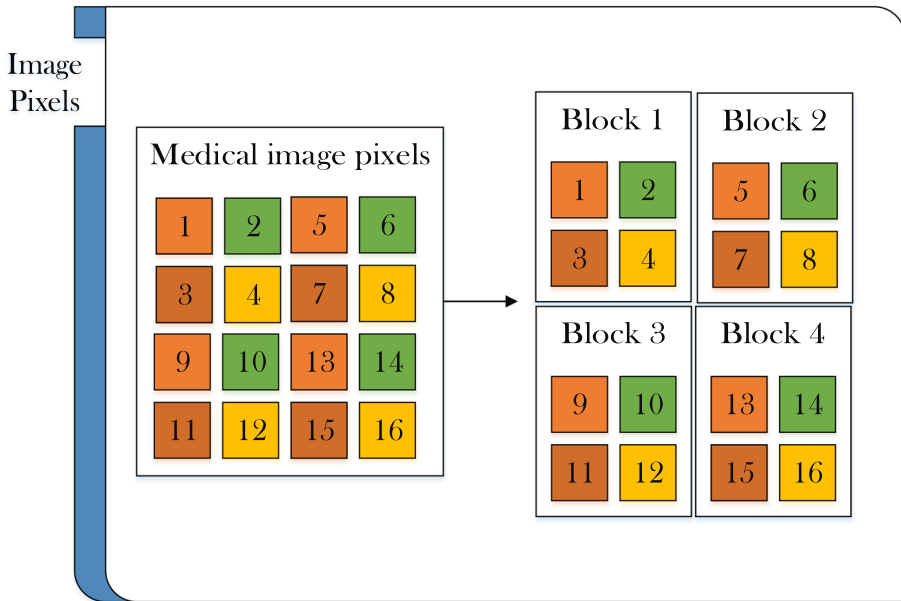 Image
Pixels
Medical image pixels
1 2 5 6
3 4 7 8
9 10 13 14
11 12 15 16
Block 1
1 2
3 4
Block 2
5 6
7 8
Block 3
9 10
11 12
Block 4
13 14
15 16